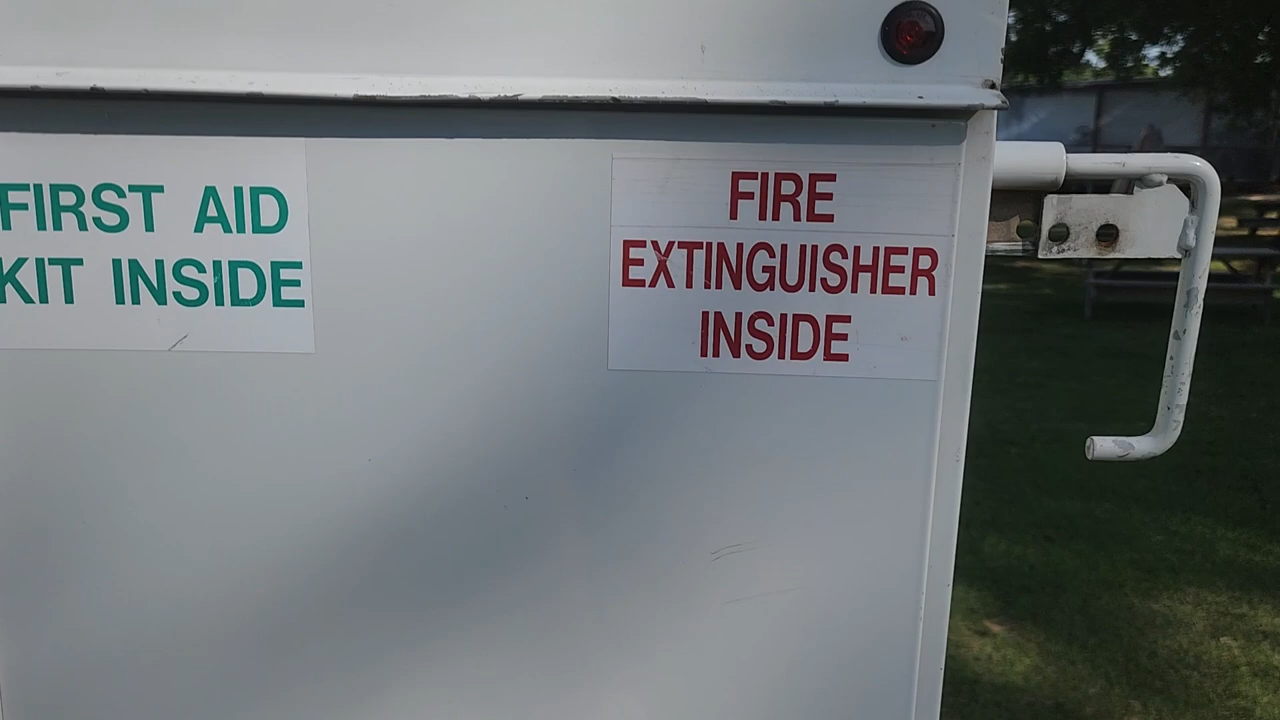 FIRST AID
KIT INSIDE
FIRE
EXTINGUISHER
INSIDE